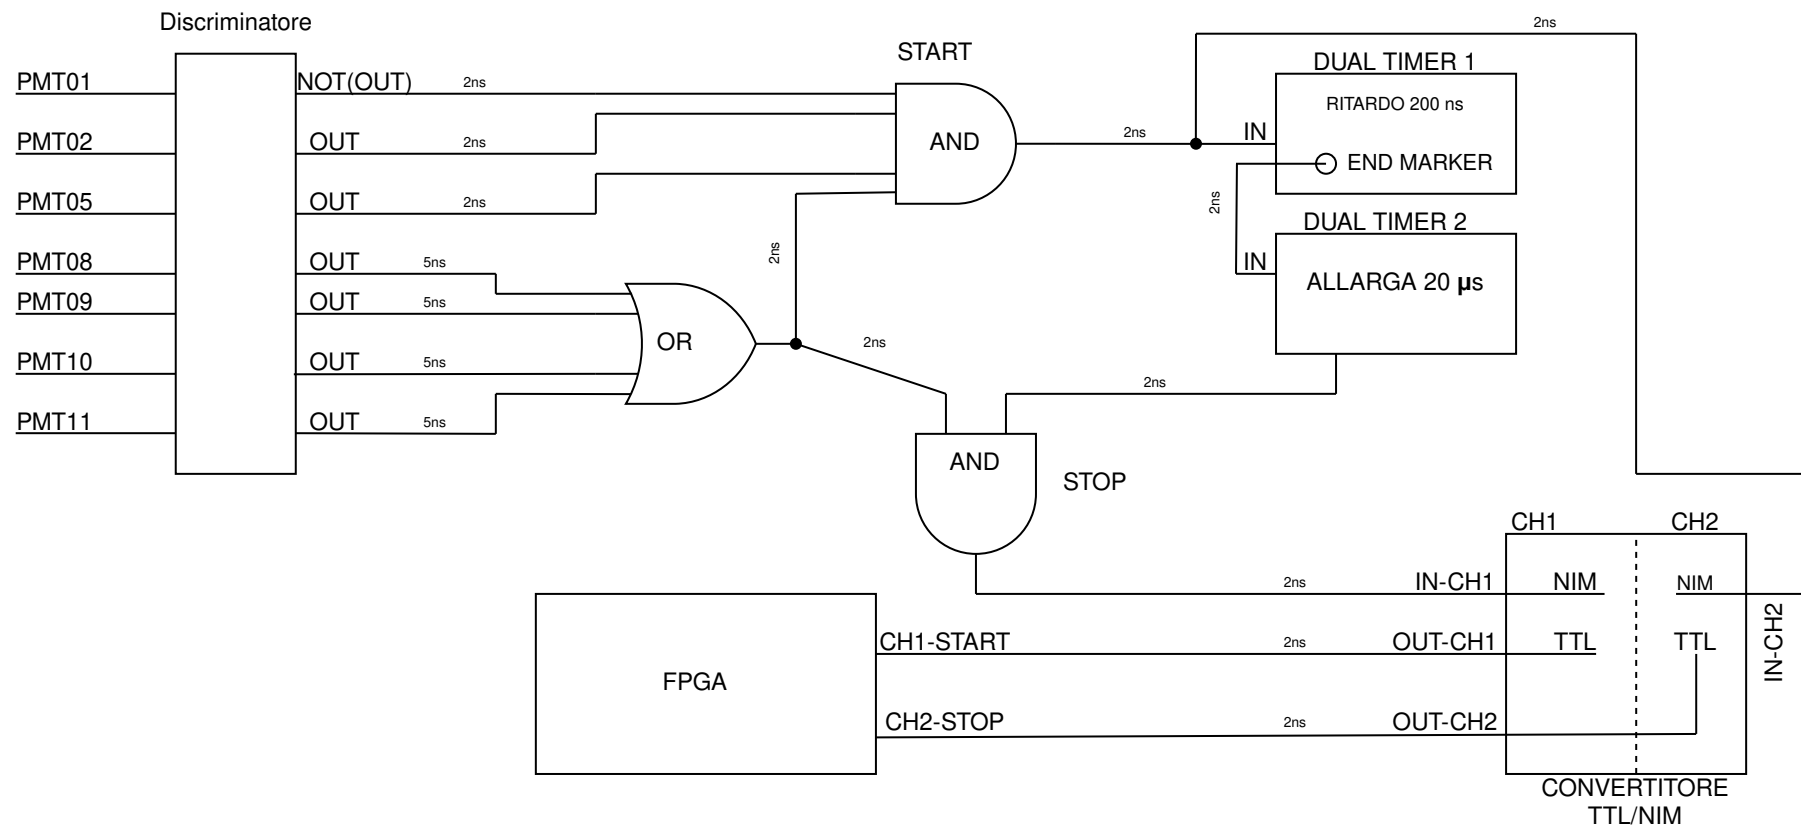 Discriminatore
2ns
START
DUAL TIMER 1
PMT01
NOT(OUT)
2ns
RITARDO 200 ns
PMT02
OUT
2ns
AND
2ns
IN
END MARKER
PMT05
OUT
2ns
2ns
DUAL TIMER 2
PMT08
OUT
5ns
2ns
IN
ALLARGA 20 µs
PMT09
OUT
5ns
OR
2ns
PMT10
OUT
5ns
2ns
PMT11
OUT
5ns
AND
STOP
CH1
CH2
2ns
IN-CH1
NIM
NIM
IN-CH2
CH1-START
2ns
OUT-CH1
TTL
TTL
FPGA
CH2-STOP
2ns
OUT-CH2
CONVERTITORE
TTL/NIM